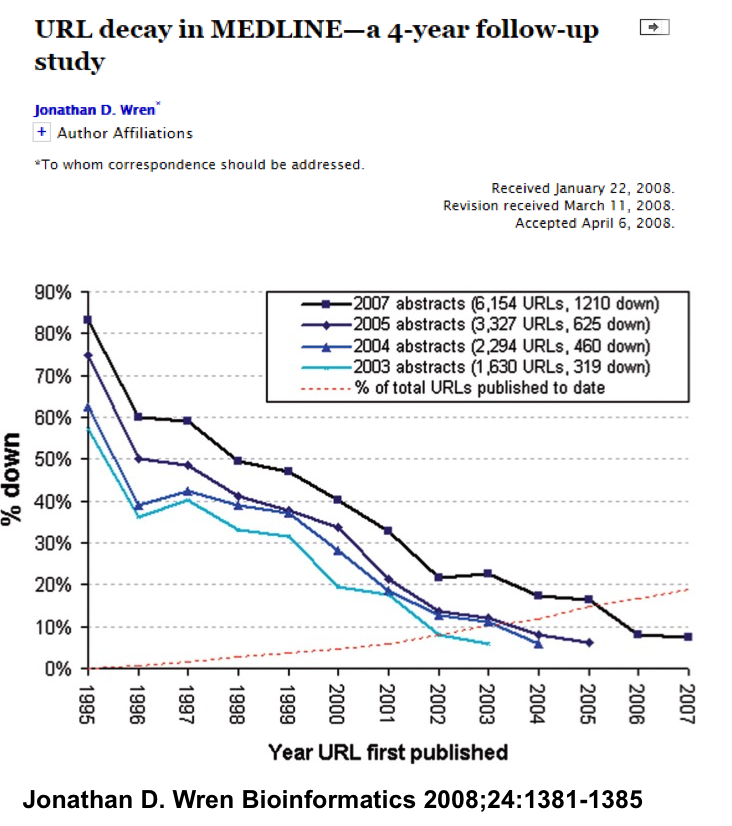 URL decay in MEDLINE—a 4-year follow-up
study
Jonathan D. Wren*
+ Author Affiliations
*To whom correspondence should be addressed.
Received January 22, 2008.
Revision received March 11, 2008.
Accepted April 6, 2008.
90%
80%
70%
60%
50%
40%
30%
20%
10%
0%
% down
2007 abstracts (6,154 URLs, 1210 down)
2005 abstracts (3,327 URLs, 625 down)
2004 abstracts (2,294 URLs, 460 down)
2003 abstracts (1,630 URLs, 319 down)
% of total URLs published to date
1995
1996
1997
1998
1999
2000
2001
2002
2003
2004
2005
2006
2007
Year URL first published
Jonathan D. Wren Bioinformatics 2008;24:1381-1385